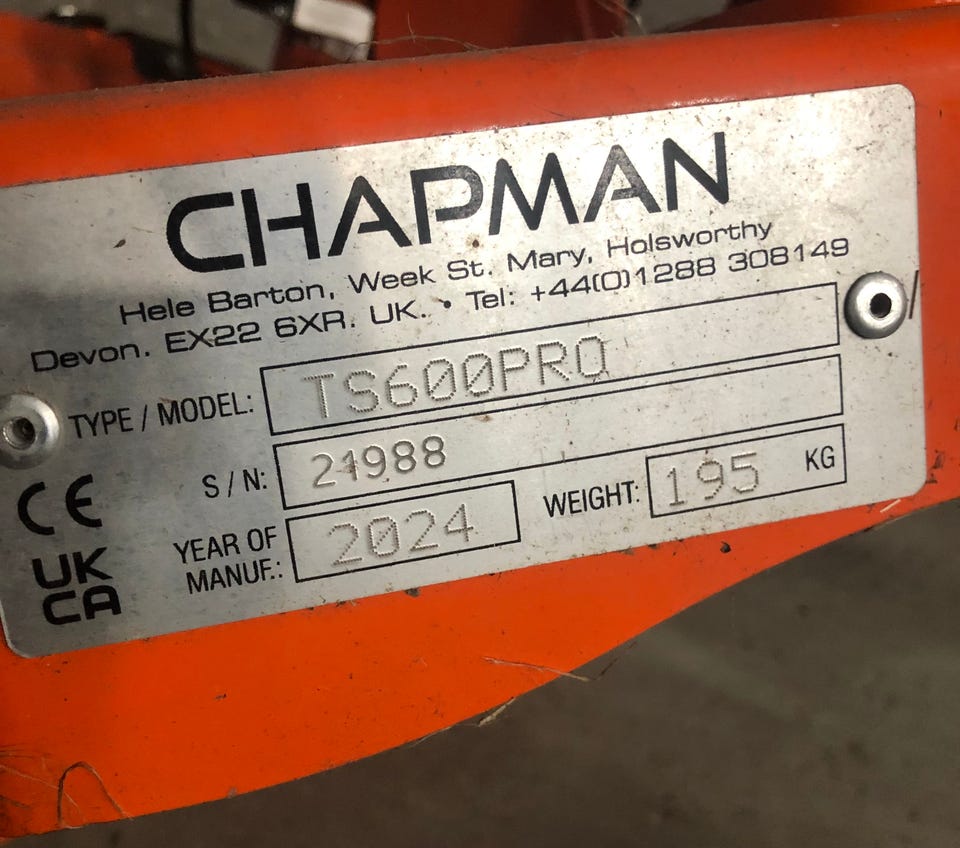 CHAPMAN
Hele Barton, Week St. Mary, Holsworthy
Devon. EX22 6XR. UK. • Tel: +44(0)1288 308149
TYPE / MODEL: TS600PRO
S / N: 21988
YEAR OF MANUF.: 2024 WEIGHT: 195 KG
CE
UK
CA